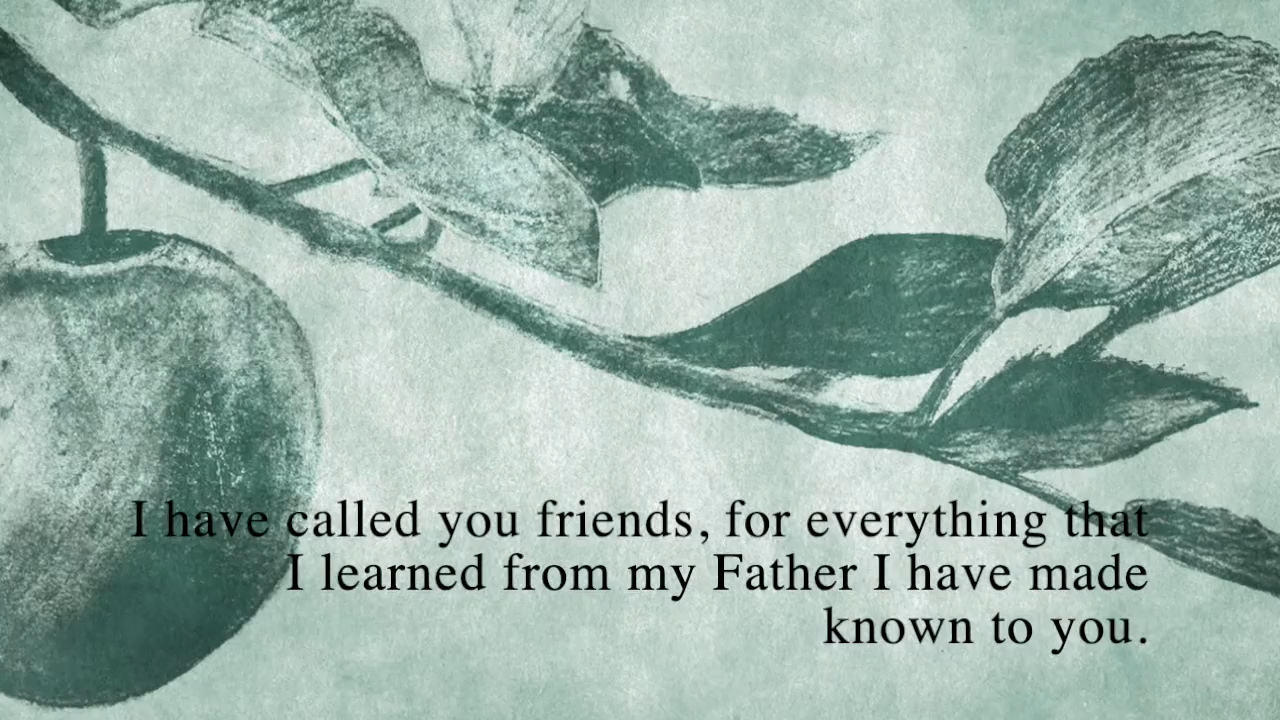 I have called you friends, for everything that
I learned from my Father I have made
known to you.